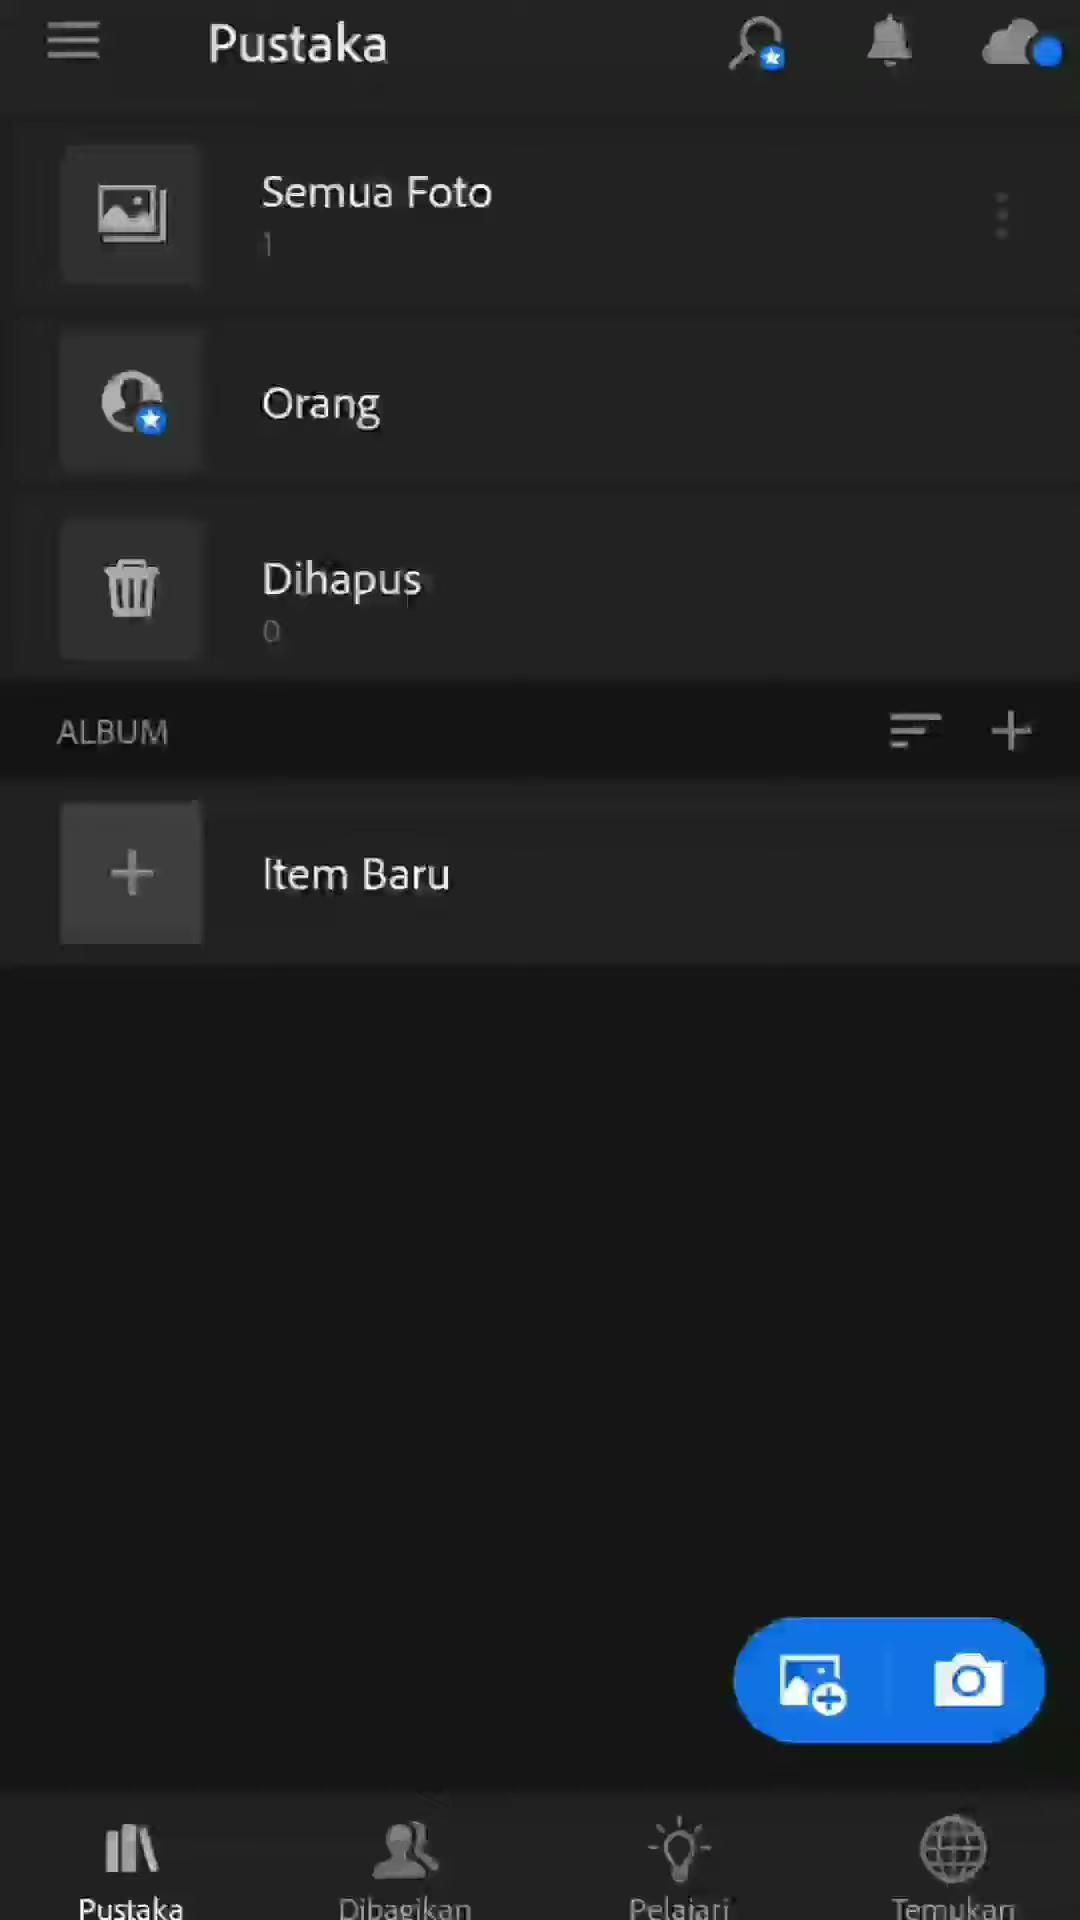 Pustaka
Semua Foto
1
Orang
Dihapus
0
ALBUM
Item Baru
Pustaka
Dibagikan
Pelajari
Temukan